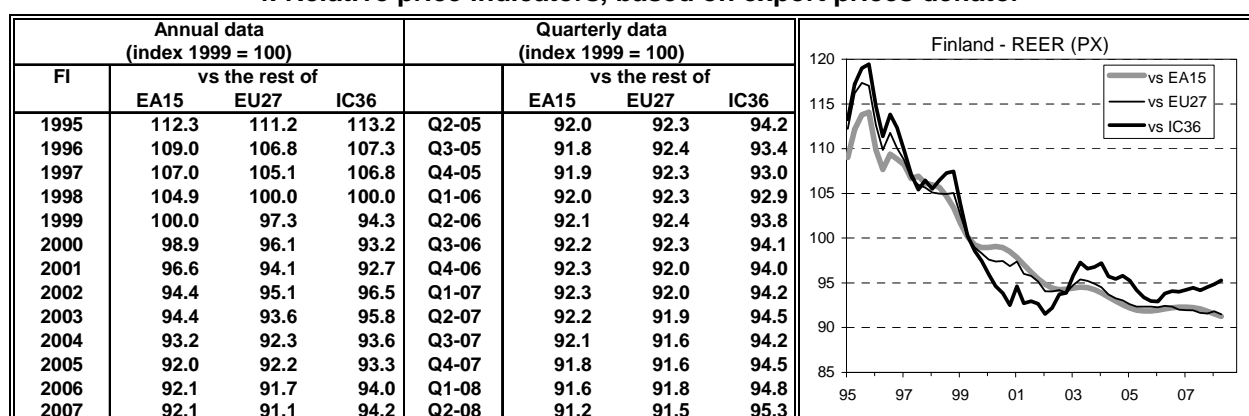 Relative price indicators, based on export prices deflator
Annual data Quarterly data
(index 1999 = 100) (index 1999 = 100)
FI vs the rest of vs the rest of
EA15 EU27 IC36 EA15 EU27 IC36
1995 112.3 111.2 113.2 Q2-05 92.0 92.3 94.2
1996 109.0 106.8 107.3 Q3-05 91.8 92.4 93.4
1997 107.0 105.1 106.8 Q4-05 91.9 92.3 93.0
1998 104.9 100.0 100.0 Q1-06 92.0 92.3 92.9
1999 100.0 97.3 94.3 Q2-06 92.1 92.4 93.8
2000 98.9 96.1 93.2 Q3-06 92.2 92.3 94.1
2001 96.6 94.1 92.7 Q4-06 92.3 92.0 94.0
2002 94.4 95.1 96.5 Q1-07 92.3 92.0 94.2
2003 94.4 93.6 95.8 Q2-07 92.2 91.9 94.5
2004 93.2 92.3 93.6 Q3-07 92.1 91.6 94.2
2005 92.0 92.2 93.3 Q4-07 91.8 91.6 94.5
2006 92.1 91.7 94.0 Q1-08 91.6 91.8 94.8
2007 92.1 91.1 94.2 Q2-08 91.2 91.5 95.3
Finland - REER (PX)
vs EA15
vs EU27
vs IC36
120
115
110
105
100
95
90
85
95 97 99 01 03 05 07